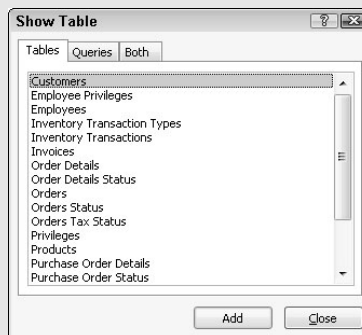 Show Table
Tables Queries Both
Customers
Employee Privileges
Employees
Inventory Transaction Types
Inventory Transactions
Invoices
Order Details
Order Details Status
Orders
Orders Status
Orders Tax Status
Privileges
Products
Purchase Order Details
Purchase Order Status
Add Close